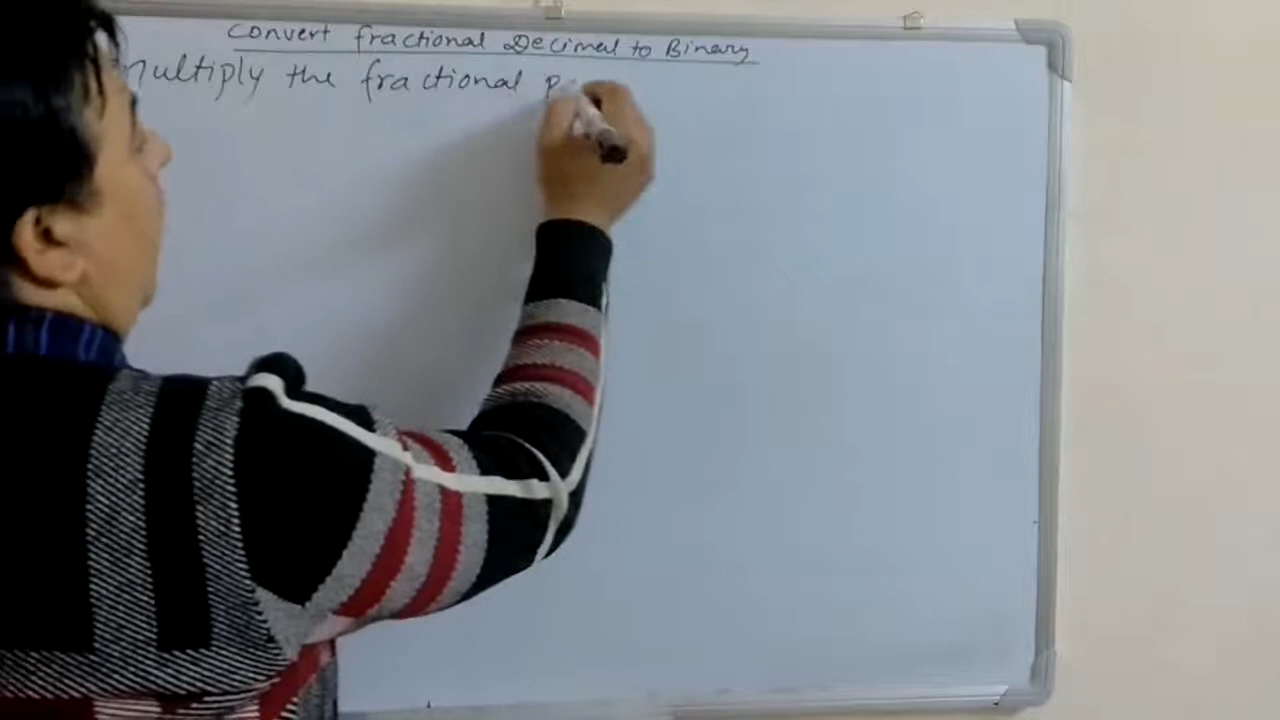 Convert fractional Decimal to Binary
multiply the fractional